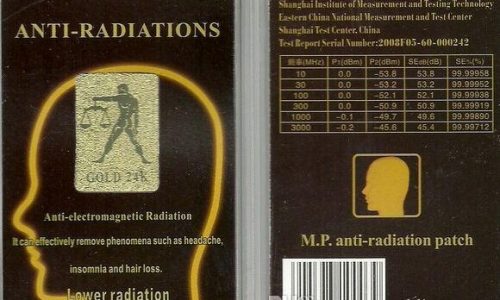 ANTI-RADIATIONS
GOLD 24k
Anti-electromagnetic Radiation
It can effectively remove phenomena such as headache,
insomnia and hair loss.
Lower radiation
Shanghai Institute of Measurement and Testing Technology
Eastern China National Measurement and Test Center
Shanghai Test Center, China
Test Report Serial Number:2008F05-60-000242
频率(MHz) P1(dBm) P2(dBm) SE(dB)(dB) SE%(%)
10 0.0 -53.8 53.8 99.99958
30 0.0 -53.2 53.2 99.99952
100 0.0 -52.1 52.1 99.99938
300 0.0 -50.9 50.9 99.99919
1000 -0.1 -49.7 49.6 99.99890
3000 -0.2 -45.6 45.4 99.99712
M.P. anti-radiation patch